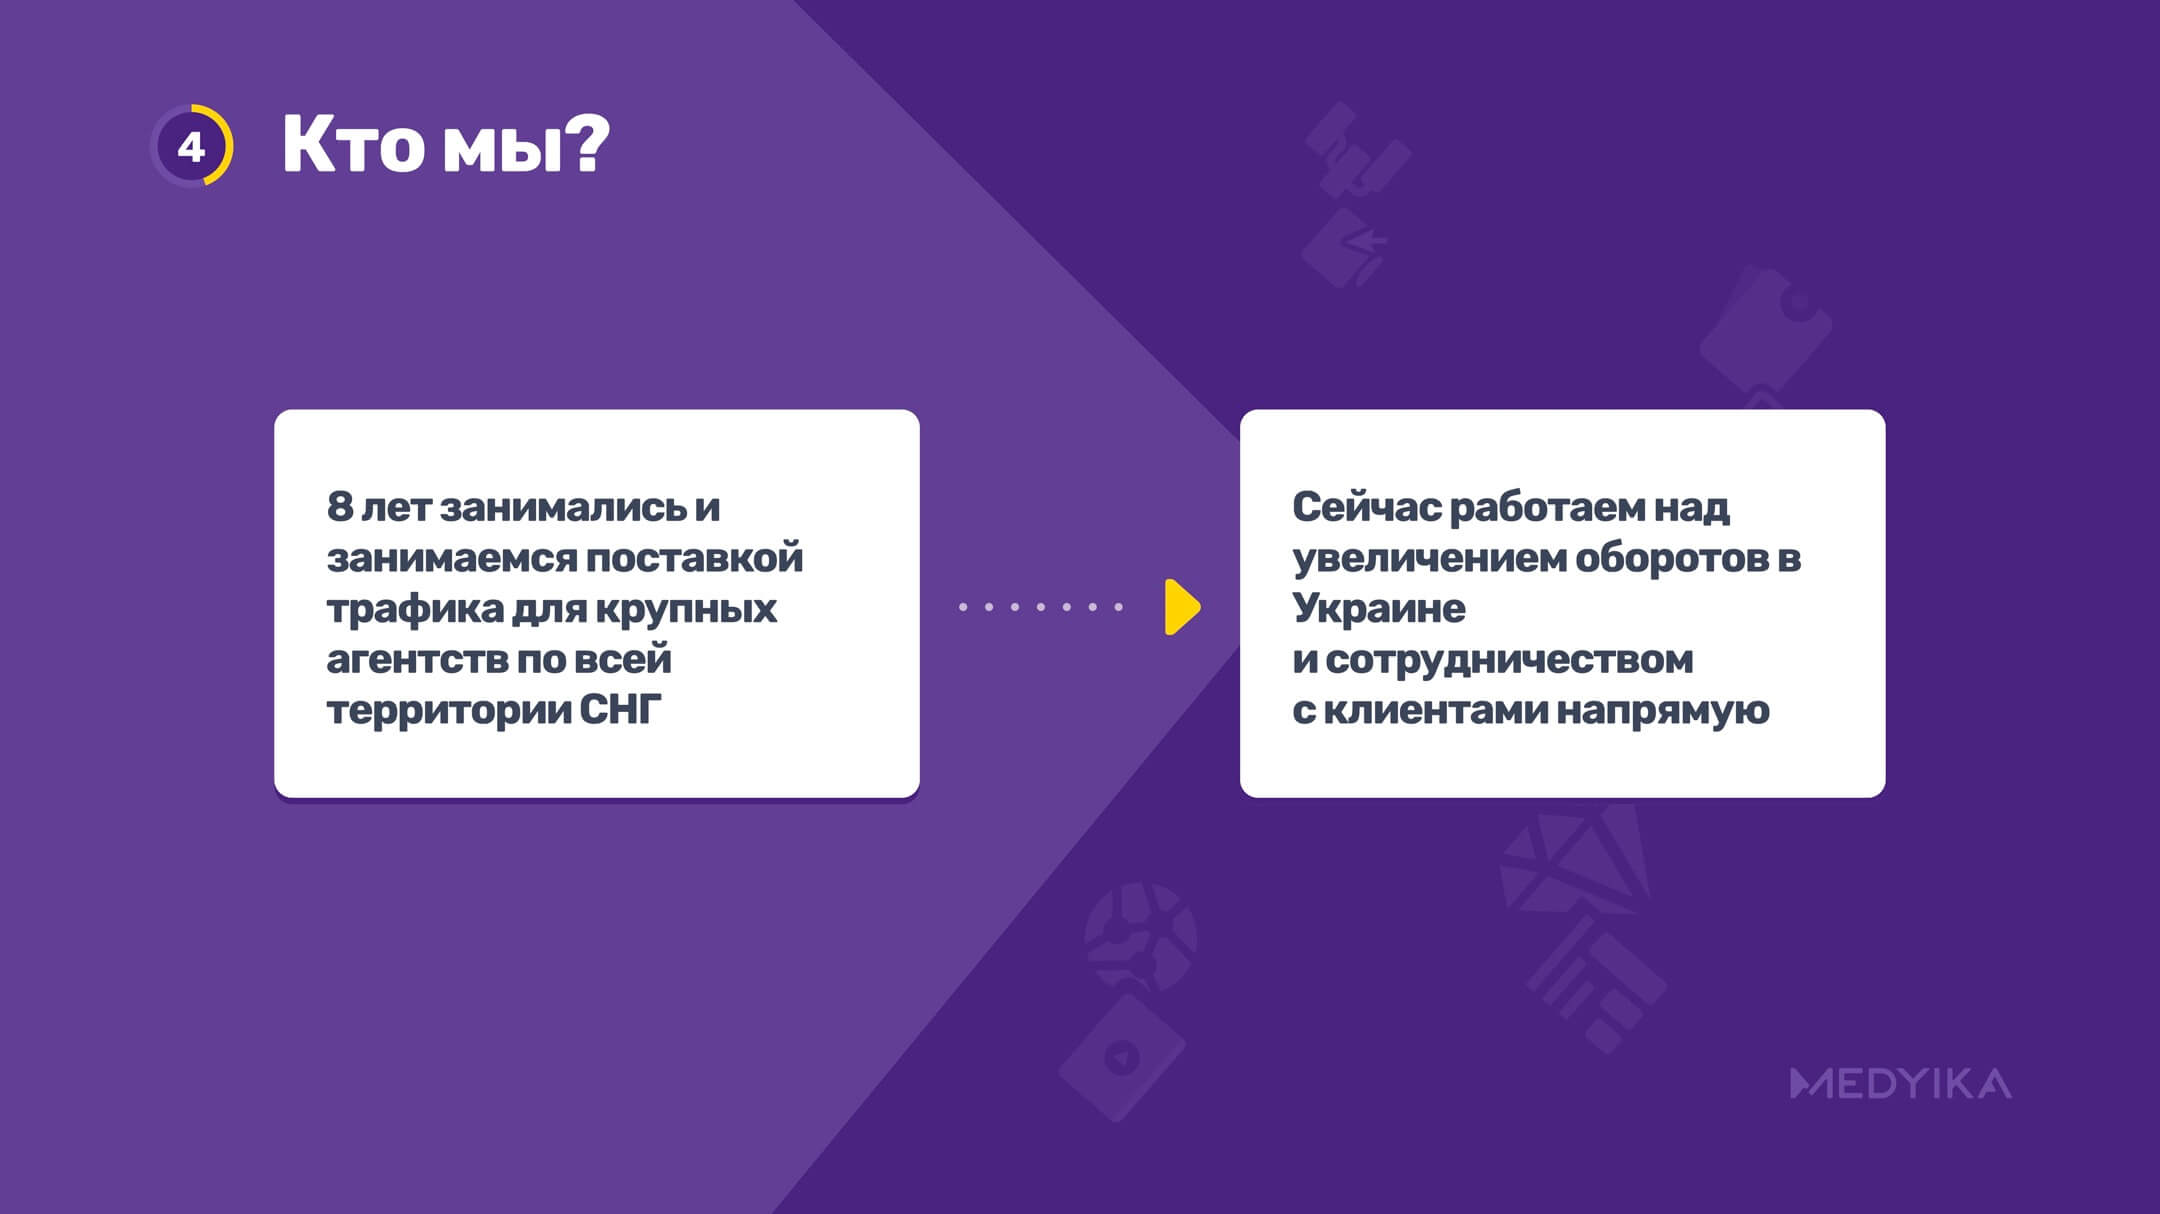 4
Кто мы?
8 лет занимались и
занимаемся поставкой
трафика для крупных
агентств по всей
территории СНГ
Сейчас работаем над
увеличением оборотов в
Украине
и сотрудничеством
с клиентами напрямую
MEDYIKA